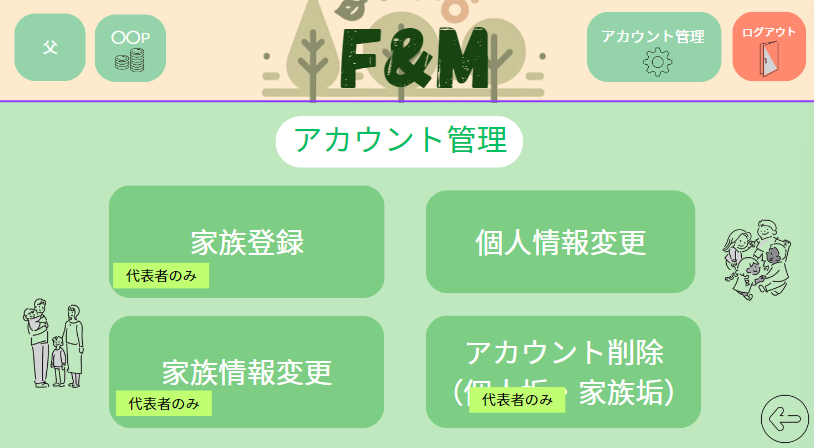 父
〇〇P
F&M
アカウント管理
ログアウト
アカウント管理
家族登録
代表者のみ
個人情報変更
家族情報変更
代表者のみ
アカウント削除
(個人垢・家族垢)
代表者のみ